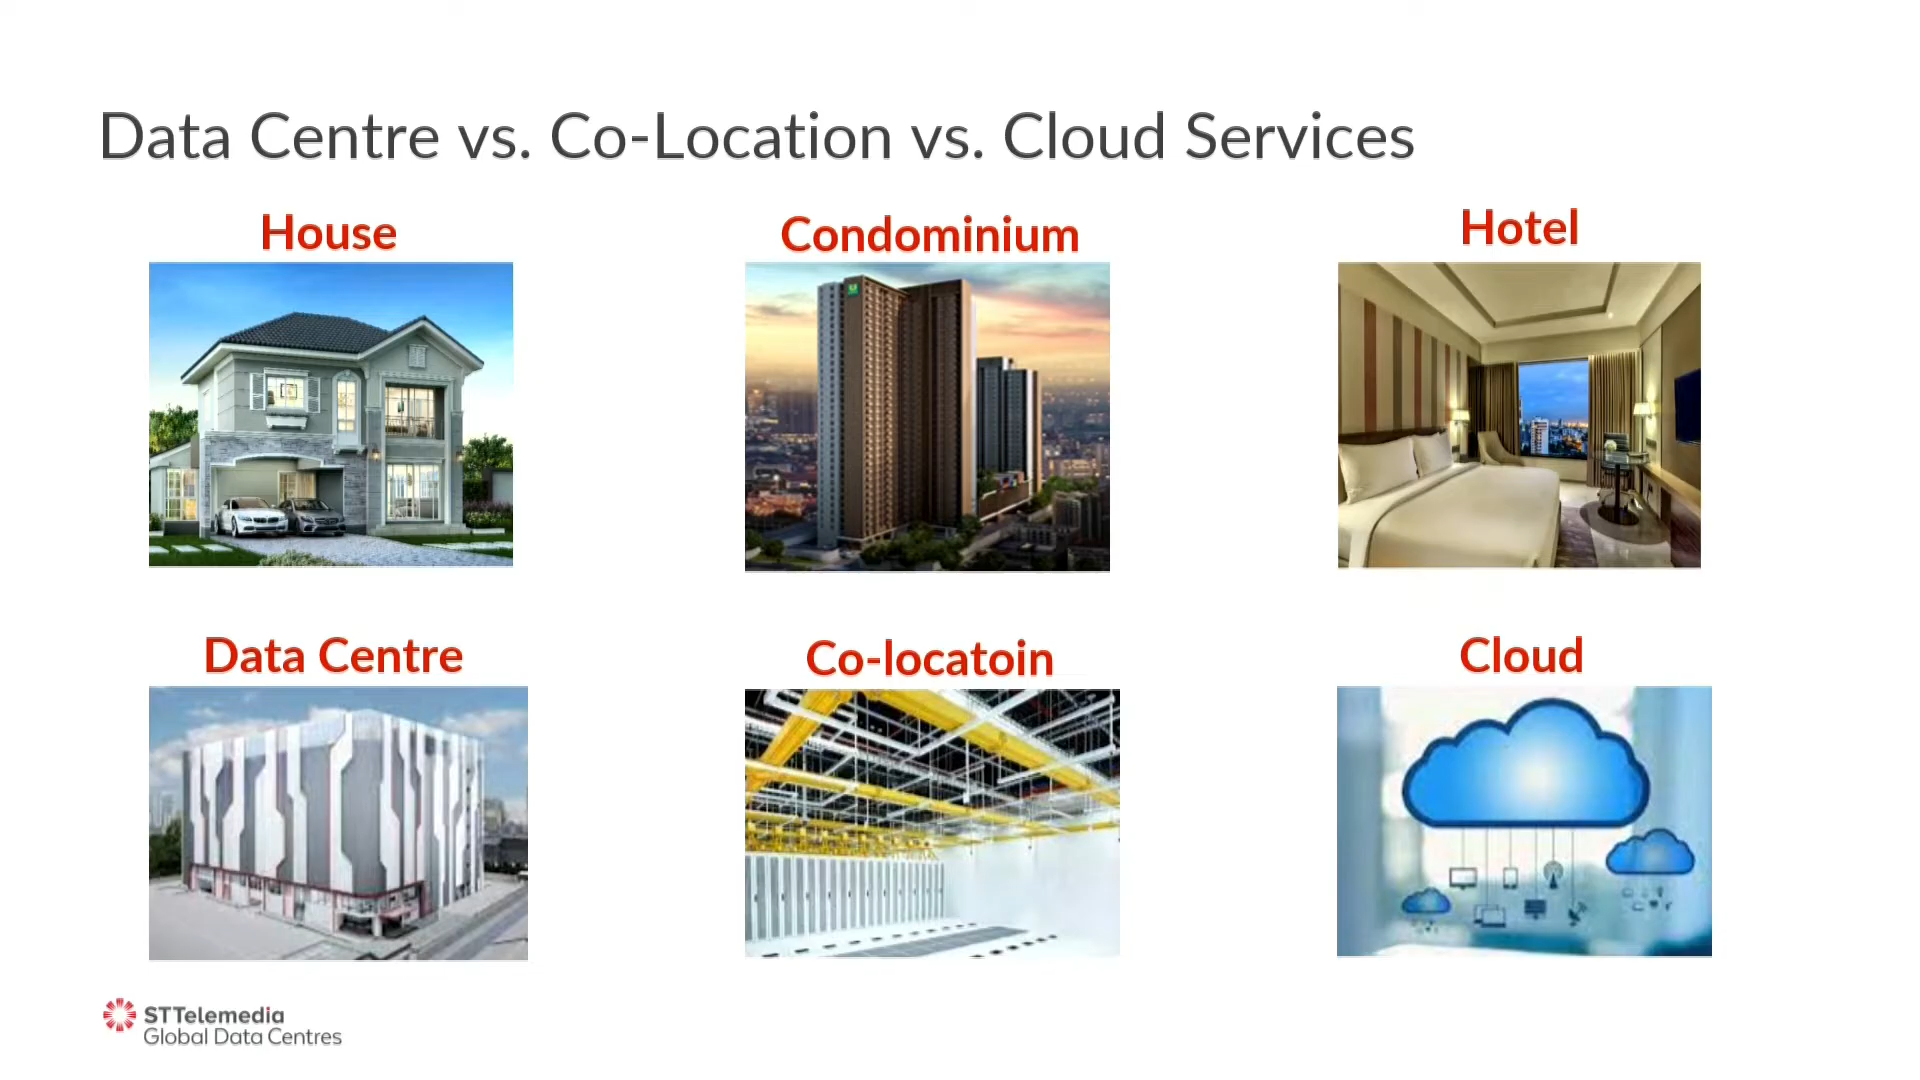 Data Centre vs. Co-Location vs. Cloud Services
House
Condominium
Hotel
Data Centre
Co-locatoin
Cloud
STTelemedia
Global Data Centres